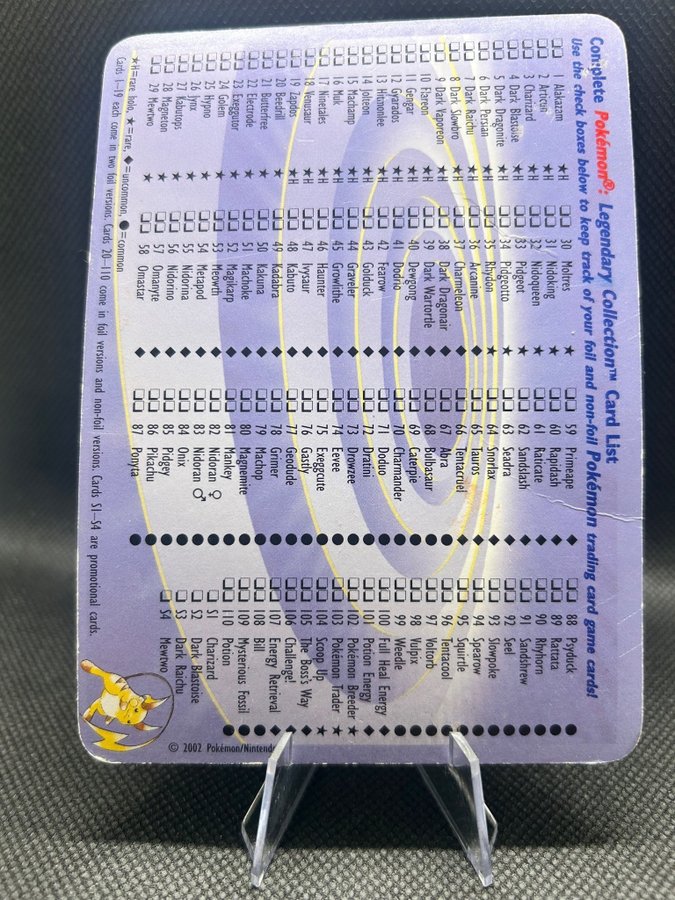 Complete Pokémon®: Legendary Collection™ Card List
Use the check boxes below to keep track of your foil and non-foil Pokémon trading card game cards!
1 Alakazam ★H
2 Articuno ★H
3 Charizard ★H
4 Dark Blastoise ★H
5 Dark Dragonite ★H
6 Dark Persian ★H
7 Dark Raichu ★H
8 Dark Slowbro ★H
9 Dark Vaporeon ★H
10 Flareon ★H
11 Gengar ★H
12 Gyarados ★H
13 Hitmonlee ★H
14 Jolteon ★H
15 Machamp ★H
16 Muk ★H
17 Ninetales ★H
18 Venusaur ★H
19 Zapdos ★H
20 Beedrill ★
21 Butterfree ★
22 Electrode ★
23 Exeggutor ★
24 Golem ★
25 Hypno ★
26 Jynx ★
27 Kabutops ★
28 Magneton ★
29 Mewtwo ★
30 Moltres ★
31 Nidoking ★
32 Nidoqueen ★
33 Pidgeot ★
34 Pidgeotto ★
35 Rhydon ★
36 Arcanine ◆
37 Charmeleon ◆
38 Dark Dragonair ◆
39 Dark Wartortle ◆
40 Dewgong ◆
41 Dodrio ◆
42 Fearow ◆
43 Golduck ◆
44 Graveler ◆
45 Growlithe ◆
46 Haunter ◆
47 Ivysaur ◆
48 Kabuto ◆
49 Kadabra ◆
50 Kakuna ◆
51 Machoke ◆
52 Magikarp ◆
53 Meowth ◆
54 Metapod ◆
55 Nidorina ◆
56 Nidorino ◆
57 Omanyte ◆
58 Omastar ◆
59 Primeape ◆
60 Rapidash ◆
61 Raticate ◆
62 Sandslash ◆
63 Seadra ◆
64 Snorlax ◆
65 Tauros ◆
66 Tentacruel ◆
67 Abra ●
68 Bulbasaur ●
69 Caterpie ●
70 Charmander ●
71 Doduo ●
72 Dratini ●
73 Drowzee ●
74 Eevee ●
75 Exeggcute ●
76 Gastly ●
77 Geodude ●
78 Grimer ●
79 Machop ●
80 Magnemite ●
81 Mankey ●
82 Nidoran ♀ ●
83 Nidoran ♂ ●
84 Onix ●
85 Pidgey ●
86 Pikachu ●
87 Ponyta ●
88 Psyduck ●
89 Rattata ●
90 Rhyhorn ●
91 Sandshrew ●
92 Seel ●
93 Slowpoke ●
94 Spearow ●
95 Squirtle ●
96 Tentacool ●
97 Voltorb ●
98 Vulpix ●
99 Weedle ●
100 Full Heal Energy ◆
101 Potion Energy ◆
102 Pokémon Breeder ★
103 Pokémon Trader ★
104 Scoop Up ★
105 The Boss's Way ◆
106 Challenge! ◆
107 Energy Retrieval ◆
108 Bill ●
109 Mysterious Fossil ●
110 Potion ●
S1 Charizard
S2 Dark Blastoise
S3 Dark Raichu
S4 Mewtwo
★H=rare holo, ★=rare, ◆=uncommon, ●=common
Cards 1–19 each come in two foil versions. Cards 20–110 come in foil versions and non-foil versions. Cards S1–S4 are promotional cards.
© 2002 Pokémon/Nintendo